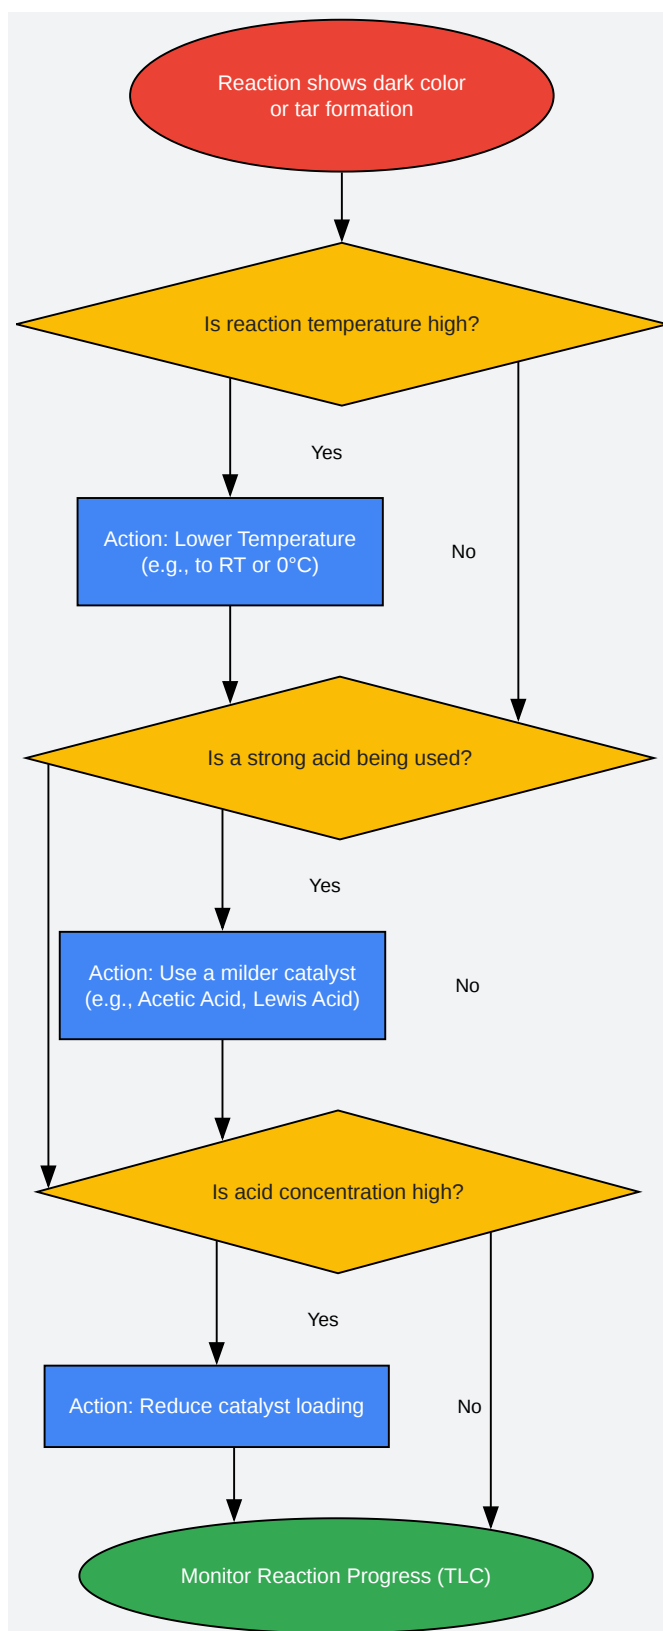 Reaction shows dark color
or tar formation
Is reaction temperature high?
Yes
Action: Lower Temperature
(e.g., to RT or 0°C)
No
Is a strong acid being used?
Yes
Action: Use a milder catalyst
(e.g., Acetic Acid, Lewis Acid)
No
Is acid concentration high?
Yes
Action: Reduce catalyst loading
No
Monitor Reaction Progress (TLC)